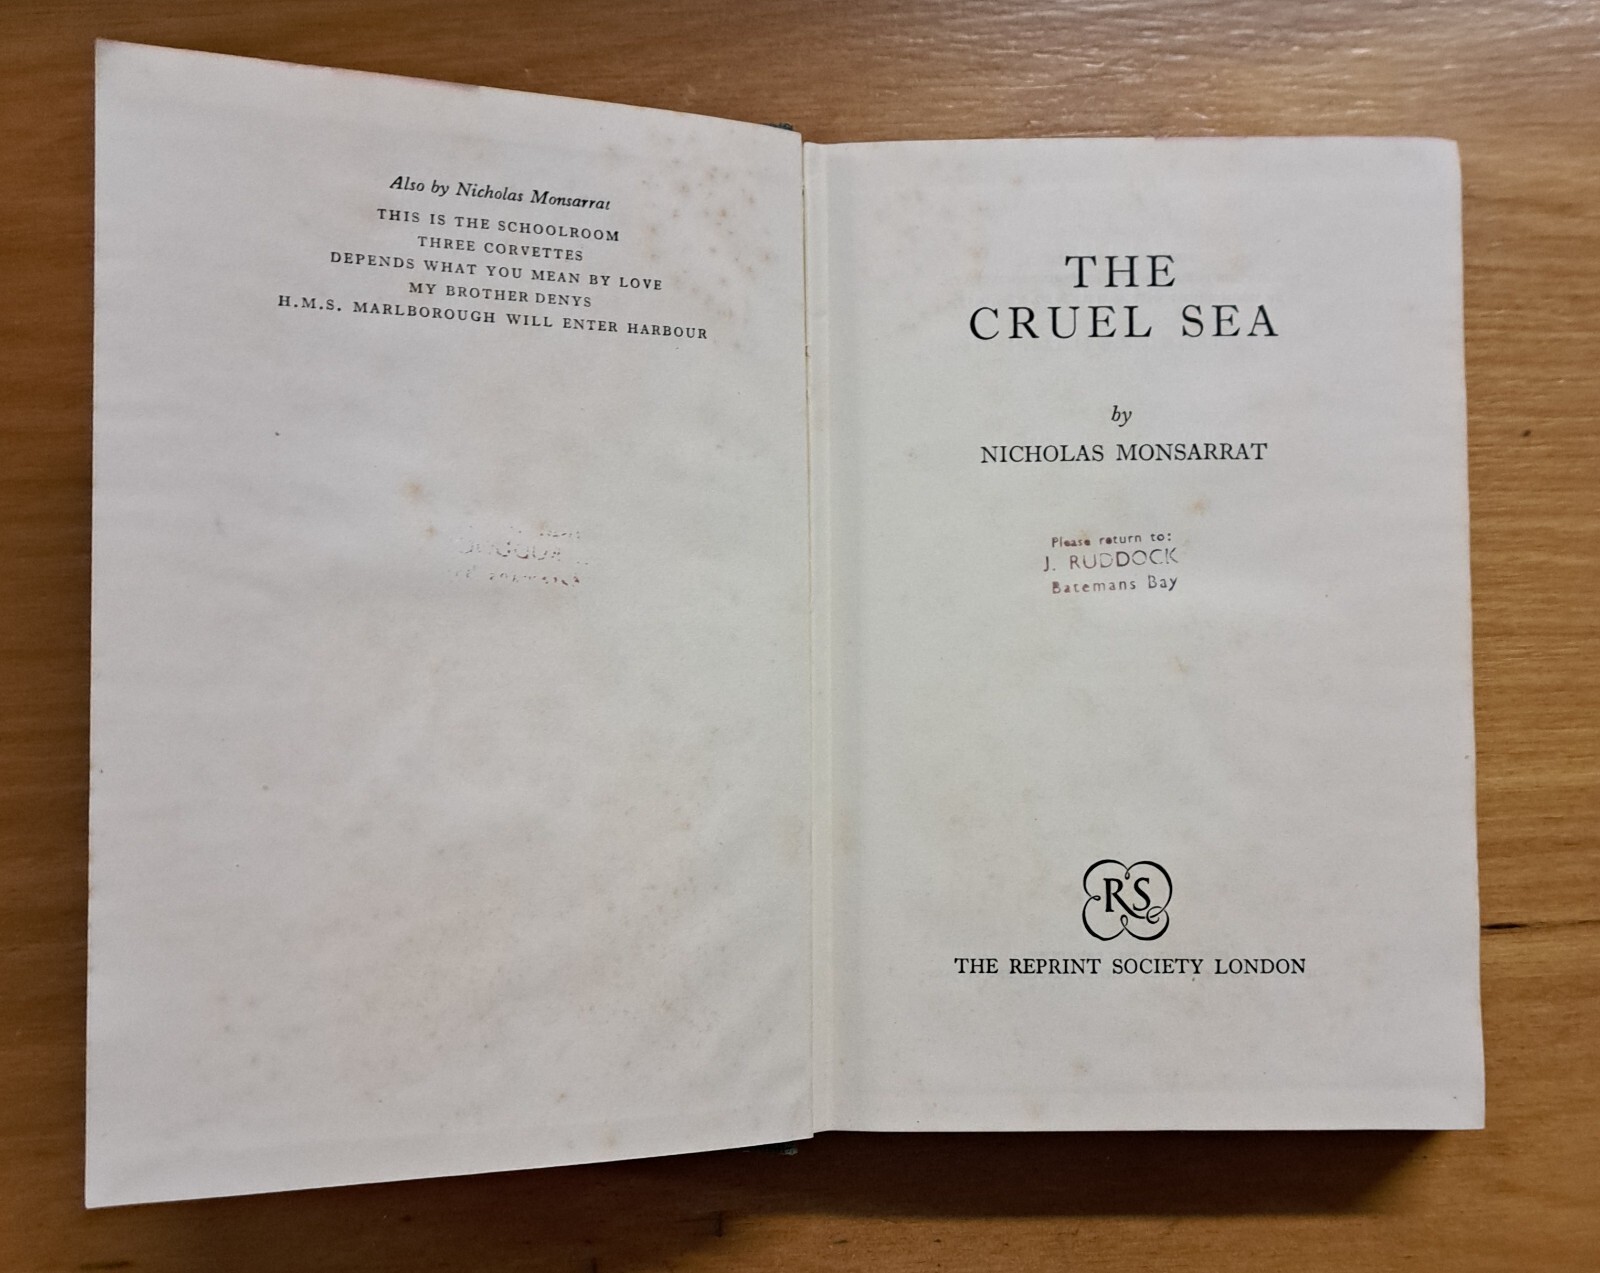 Also by Nicholas Monsarrat
THIS IS THE SCHOOLROOM
THREE CORVETTES
DEPENDS WHAT YOU MEAN BY LOVE
MY BROTHER DENYS
H.M.S. MARLBOROUGH WILL ENTER HARBOUR
THE
CRUEL SEA
by
NICHOLAS MONSARRAT
Please return to:
J. RUDDOCK
Batemans Bay
RS
THE REPRINT SOCIETY LONDON